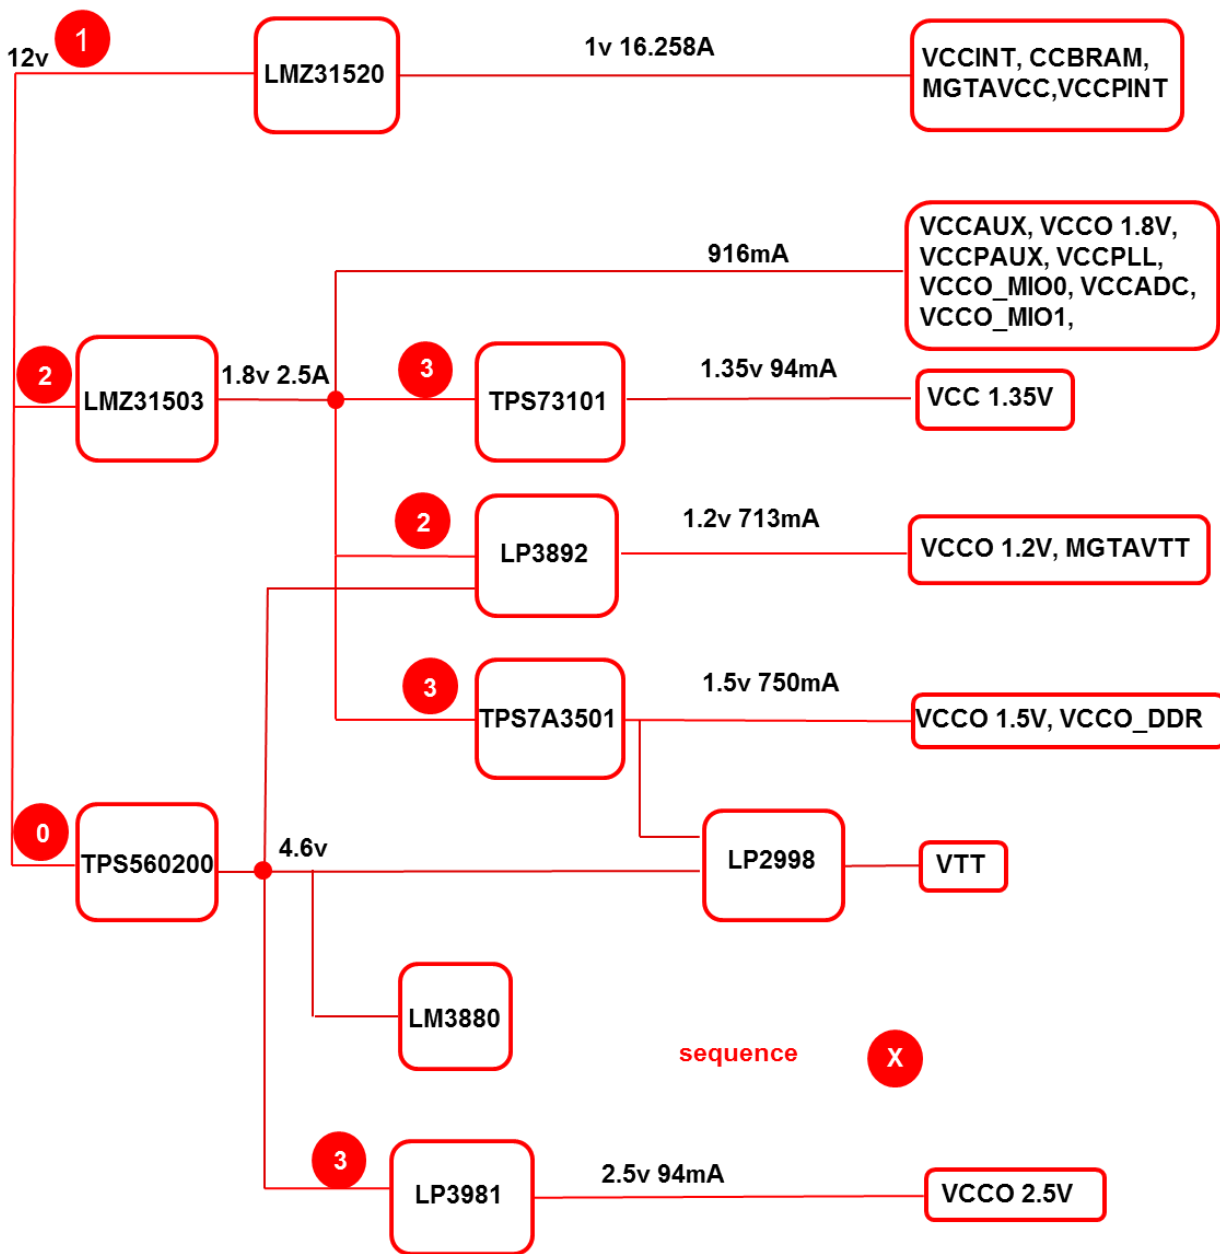 1
12v
LMZ31520
1v 16.258A
VCCINT, CCBRAM,
MGTAVCC,VCCPINT
916mA
VCCAUX, VCCO 1.8V,
VCCPAUX, VCCPLL,
VCCO_MIO0, VCCADC,
VCCO_MIO1,
2
LMZ31503
1.8v 2.5A
3
TPS73101
1.35v 94mA
VCC 1.35V
2
LP3892
1.2v 713mA
VCCO 1.2V, MGTAVTT
3
TPS7A3501
1.5v 750mA
VCCO 1.5V, VCCO_DDR
0
TPS560200
4.6v
LP2998
VTT
LM3880
sequence
X
3
LP3981
2.5v 94mA
VCCO 2.5V